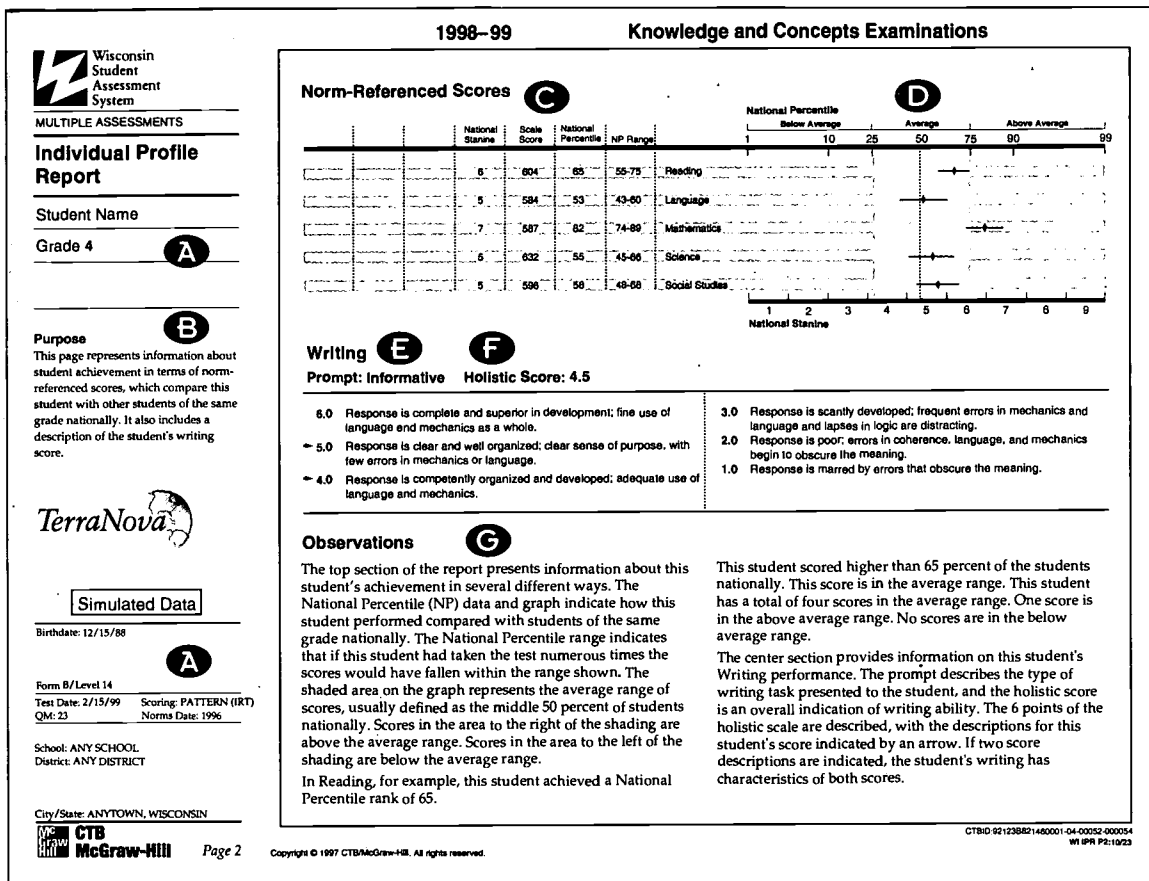 1998–99 Knowledge and Concepts Examinations
Wisconsin
Student
Assessment
System
MULTIPLE ASSESSMENTS
Individual Profile
Report
Student Name
Grade 4
A
B
Purpose
This page represents information about
student achievement in terms of norm-
referenced scores, which compare this
student with other students of the same
grade nationally. It also includes a
description of the student's writing
score.
TerraNova
Simulated Data
Birthdate: 12/15/88
A
Form B/Level 14
Test Date: 2/15/99 Scoring: PATTERN (IRT)
QM: 23 Norms Date: 1996
School: ANY SCHOOL
District: ANY DISTRICT
City/State: ANYTOWN, WISCONSIN
Mc Graw Hill CTB
McGraw-Hill Page 2
Norm-Referenced Scores C
National Stanine Scale Score National Percentile NP Range
6 604 65 55-75 Reading
5 584 53 43-60 Language
7 587 82 74-89 Mathematics
632 55 45-66 Science
5 596 58 48-68 Social Studies
D
National Percentile
Below Average Average Above Average
1 10 25 50 75 90 99
1 2 3 4 5 6 7 8 9
National Stanine
Writing E F
Prompt: Informative Holistic Score: 4.5
6.0 Response is complete and superior in development; fine use of
language end mechanics as a whole.
5.0 Response is clear and well organized; clear sense of purpose, with
few errors in mechanics or language.
4.0 Response is competently organized and developed; adequate use of
language and mechanics.
3.0 Response is scantly developed; frequent errors in mechanics and
language and lapses in logic are distracting.
2.0 Response is poor; errors in coherence, language, and mechanics
begin to obscure the meaning.
1.0 Response is marred by errors that obscure the meaning.
Observations G
The top section of the report presents information about this
student's achievement in several different ways. The
National Percentile (NP) data and graph indicate how this
student performed compared with students of the same
grade nationally. The National Percentile range indicates
that if this student had taken the test numerous times the
scores would have fallen within the range shown. The
shaded area on the graph represents the average range of
scores, usually defined as the middle 50 percent of students
nationally. Scores in the area to the right of the shading are
above the average range. Scores in the area to the left of the
shading are below the average range.
In Reading, for example, this student achieved a National
Percentile rank of 65.
This student scored higher than 65 percent of the students
nationally. This score is in the average range. This student
has a total of four scores in the average range. One score is
in the above average range. No scores are in the below
average range.
The center section provides information on this student's
Writing performance. The prompt describes the type of
writing task presented to the student, and the holistic score
is an overall indication of writing ability. The 6 points of the
holistic scale are described, with the descriptions for this
student's score indicated by an arrow. If two score
descriptions are indicated, the student's writing has
characteristics of both scores.
Copyright © 1997 CTB/McGraw-Hill. All rights reserved.
CTBID:92123B821460001-04-00052-000054
WI IPR P2:10/23